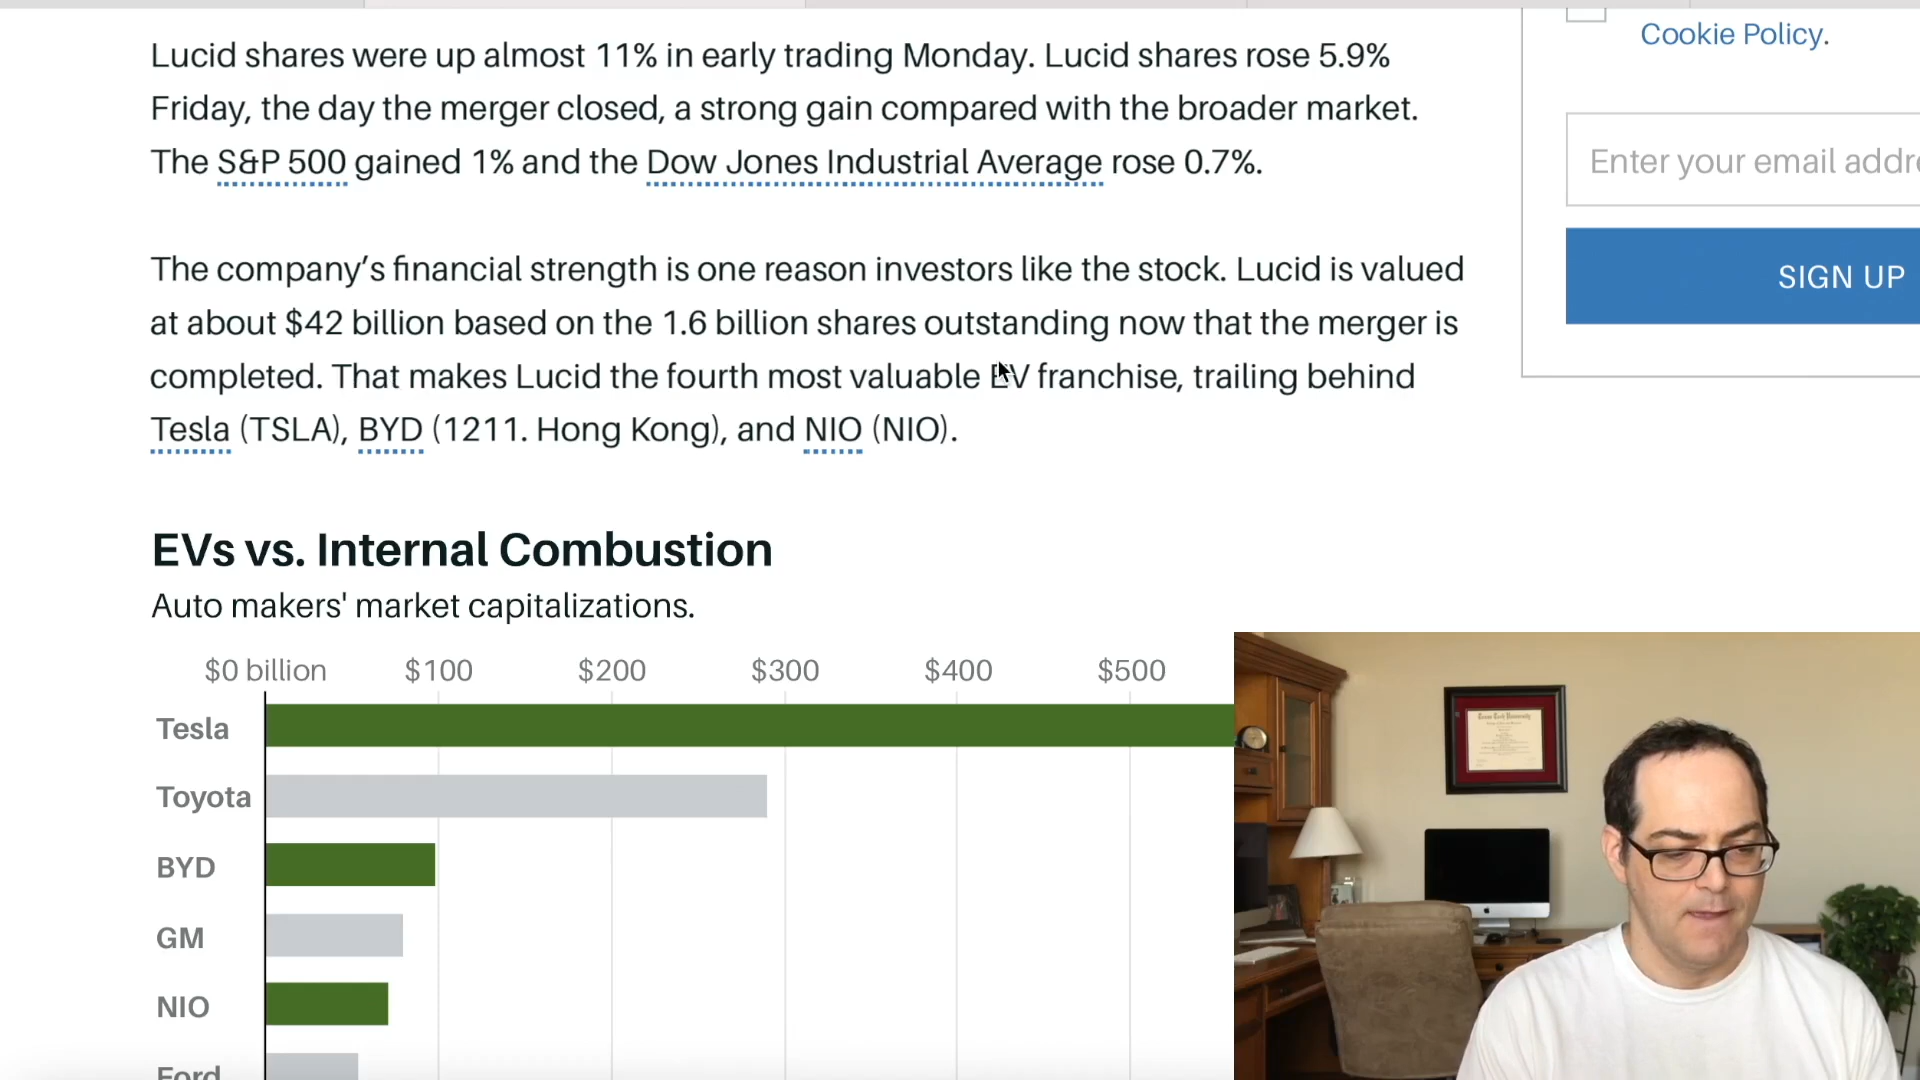 Cookie Policy.
Lucid shares were up almost 11% in early trading Monday. Lucid shares rose 5.9%
Friday, the day the merger closed, a strong gain compared with the broader market.
The S&P 500 gained 1% and the Dow Jones Industrial Average rose 0.7%.
Enter your email addre
SIGN UP
The company’s financial strength is one reason investors like the stock. Lucid is valued
at about $42 billion based on the 1.6 billion shares outstanding now that the merger is
completed. That makes Lucid the fourth most valuable EV franchise, trailing behind
Tesla (TSLA), BYD (1211. Hong Kong), and NIO (NIO).
EVs vs. Internal Combustion
Auto makers' market capitalizations.
$0 billion $100 $200 $300 $400 $500
Tesla
Toyota
BYD
GM
NIO
Ford
Texas Tech University